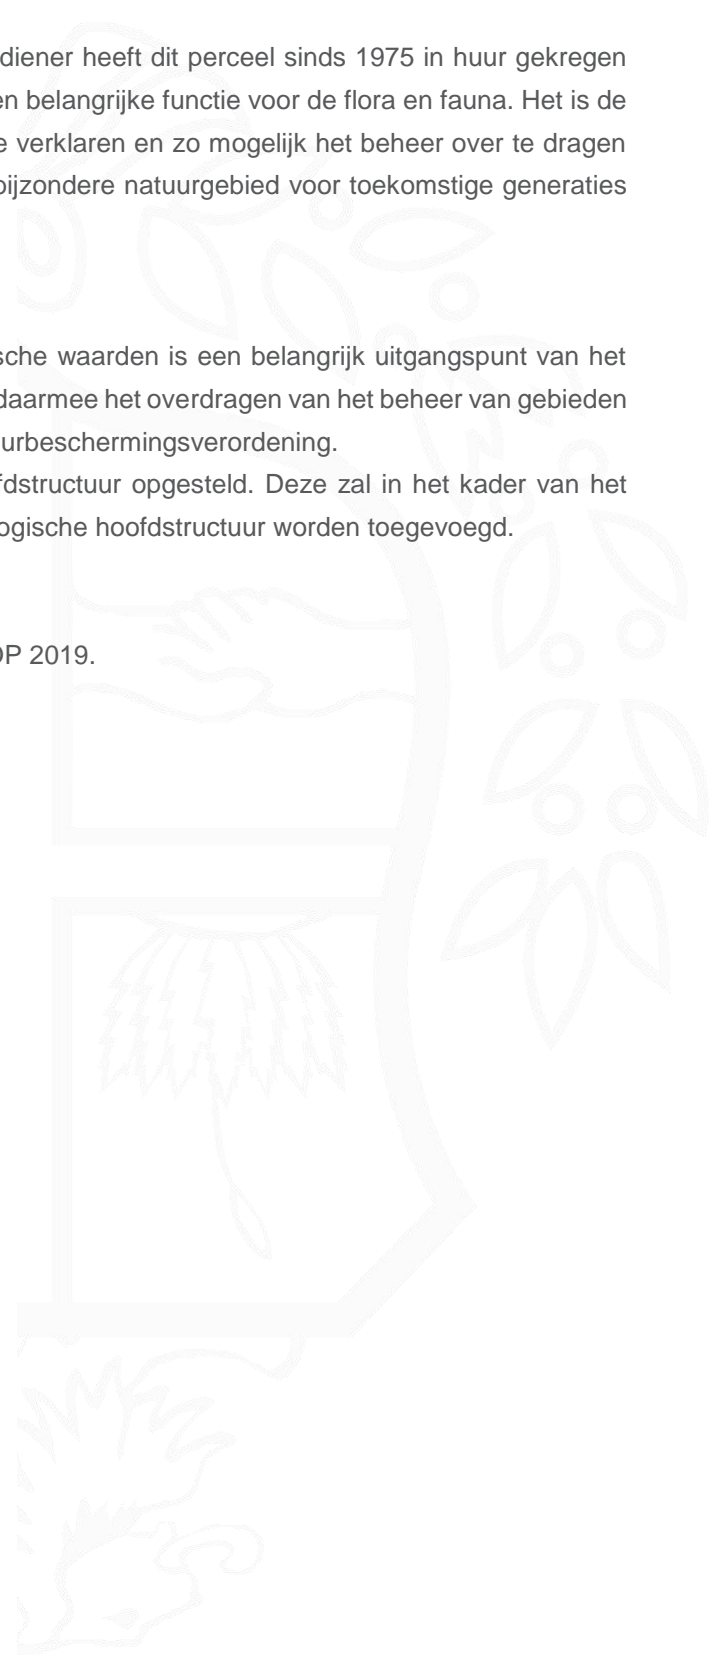 diener heeft dit perceel sinds 1975 in huur gekregen
en belangrijke functie voor de flora en fauna. Het is de
e verklaren en zo mogelijk het beheer over te dragen
bijzondere natuurgebied voor toekomstige generaties
sche waarden is een belangrijk uitgangspunt van het
daarmee het overdragen van het beheer van gebieden
uurbeschermingsverordening.
fdstructuur opgesteld. Deze zal in het kader van het
logische hoofdstructuur worden toegevoegd.
OP 2019.